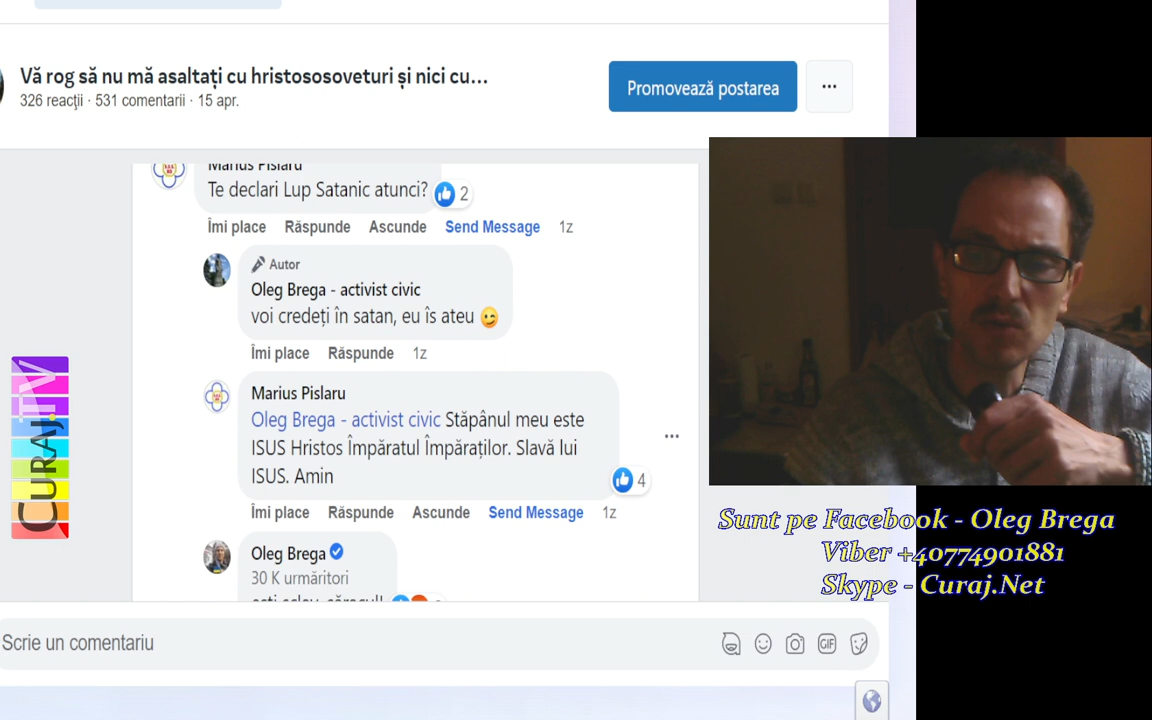 Vă rog să nu mă asaltați cu hristososoveturi și nici cu...
326 reacții · 531 comentarii · 15 apr.
Promovează postarea
Marius Pislaru
Te declari Lup Satanic atunci?
2
Îmi place Răspunde Ascunde Send Message 1z
Autor
Oleg Brega - activist civic
voi credeți în satan, eu îs ateu
Îmi place Răspunde 1z
Marius Pislaru
Oleg Brega - activist civic Stăpânul meu este
ISUS Hristos Împăratul Împăraților. Slavă lui
ISUS. Amin
4
Îmi place Răspunde Ascunde Send Message 1z
Oleg Brega
30 K urmăritori
Scrie un comentariu
GIF
CURAJ.TV
Sunt pe Facebook - Oleg Brega
Viber +40774901881
Skype - Curaj.Net